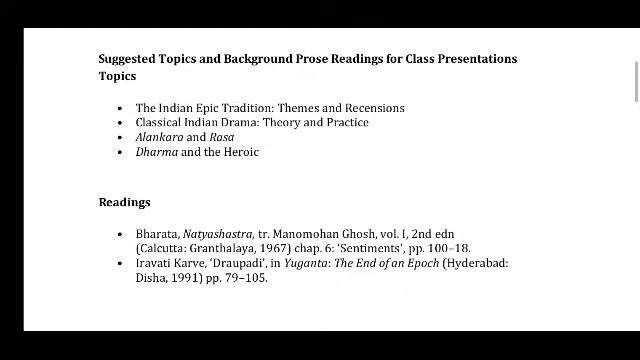 Suggested Topics and Background Prose Readings for Class Presentations
Topics
• The Indian Epic Tradition: Themes and Recensions
• Classical Indian Drama: Theory and Practice
• Alankara and Rasa
• Dharma and the Heroic
Readings
• Bharata, Natyashastra, tr. Manomohan Ghosh, vol. I, 2nd edn
(Calcutta: Granthalaya, 1967) chap. 6: ‘Sentiments’, pp. 100–18.
• Iravati Karve, ‘Draupadi’, in Yuganta: The End of an Epoch (Hyderabad:
Disha, 1991) pp. 79–105.